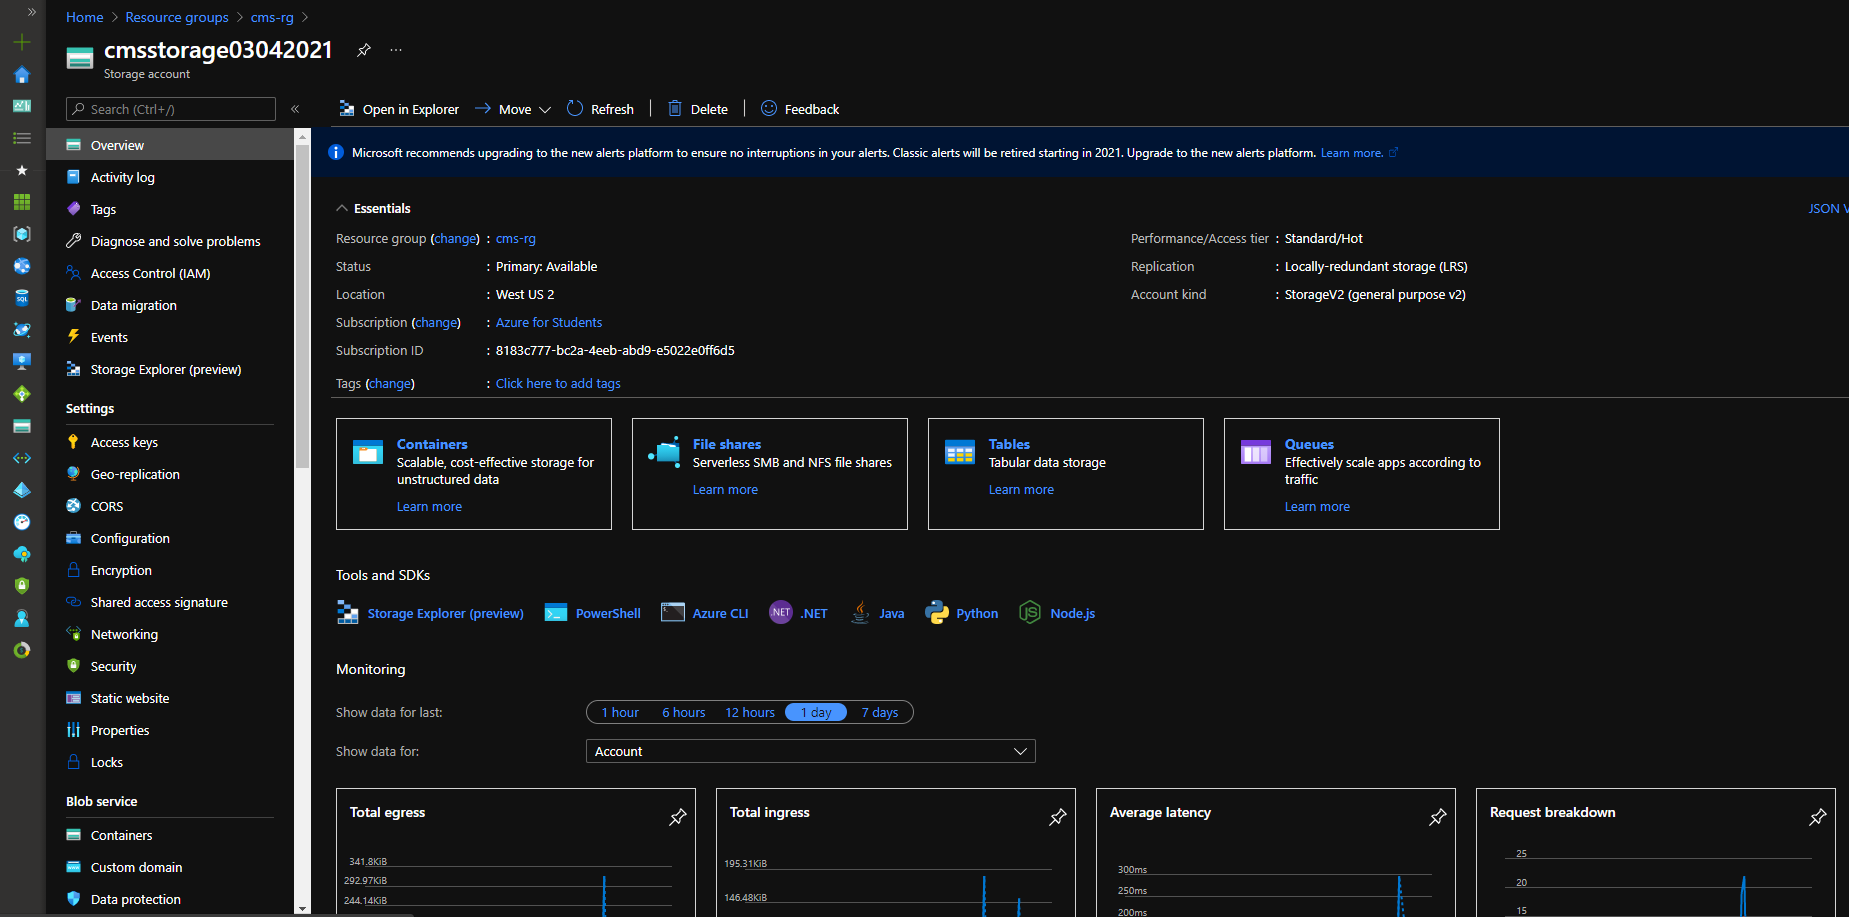 Home > Resource groups > cms-rg >
cmsstorage03042021
Storage account
Search (Ctrl+/)
Open in Explorer Move Refresh Delete Feedback
Overview
Activity log
Tags
Diagnose and solve problems
Access Control (IAM)
Data migration
Events
Storage Explorer (preview)
Settings
Access keys
Geo-replication
CORS
Configuration
Encryption
Shared access signature
Networking
Security
Static website
Properties
Locks
Blob service
Containers
Custom domain
Data protection
Microsoft recommends upgrading to the new alerts platform to ensure no interruptions in your alerts. Classic alerts will be retired starting in 2021. Upgrade to the new alerts platform. Learn more.
Essentials
JSON V
Resource group (change) : cms-rg
Status : Primary: Available
Location : West US 2
Subscription (change) : Azure for Students
Subscription ID : 8183c777-bc2a-4eeb-abd9-e5022e0ff6d5
Tags (change) : Click here to add tags
Performance/Access tier : Standard/Hot
Replication : Locally-redundant storage (LRS)
Account kind : StorageV2 (general purpose v2)
Containers
Scalable, cost-effective storage for
unstructured data
Learn more
File shares
Serverless SMB and NFS file shares
Learn more
Tables
Tabular data storage
Learn more
Queues
Effectively scale apps according to
traffic
Learn more
Tools and SDKs
Storage Explorer (preview) PowerShell Azure CLI NET .NET Java Python JS Node.js
Monitoring
Show data for last: 1 hour 6 hours 12 hours 1 day 7 days
Show data for: Account
Total egress
341.8KiB
292.97KiB
244.14KiB
Total ingress
195.31KiB
146.48KiB
Average latency
300ms
250ms
200ms
Request breakdown
25
20
15